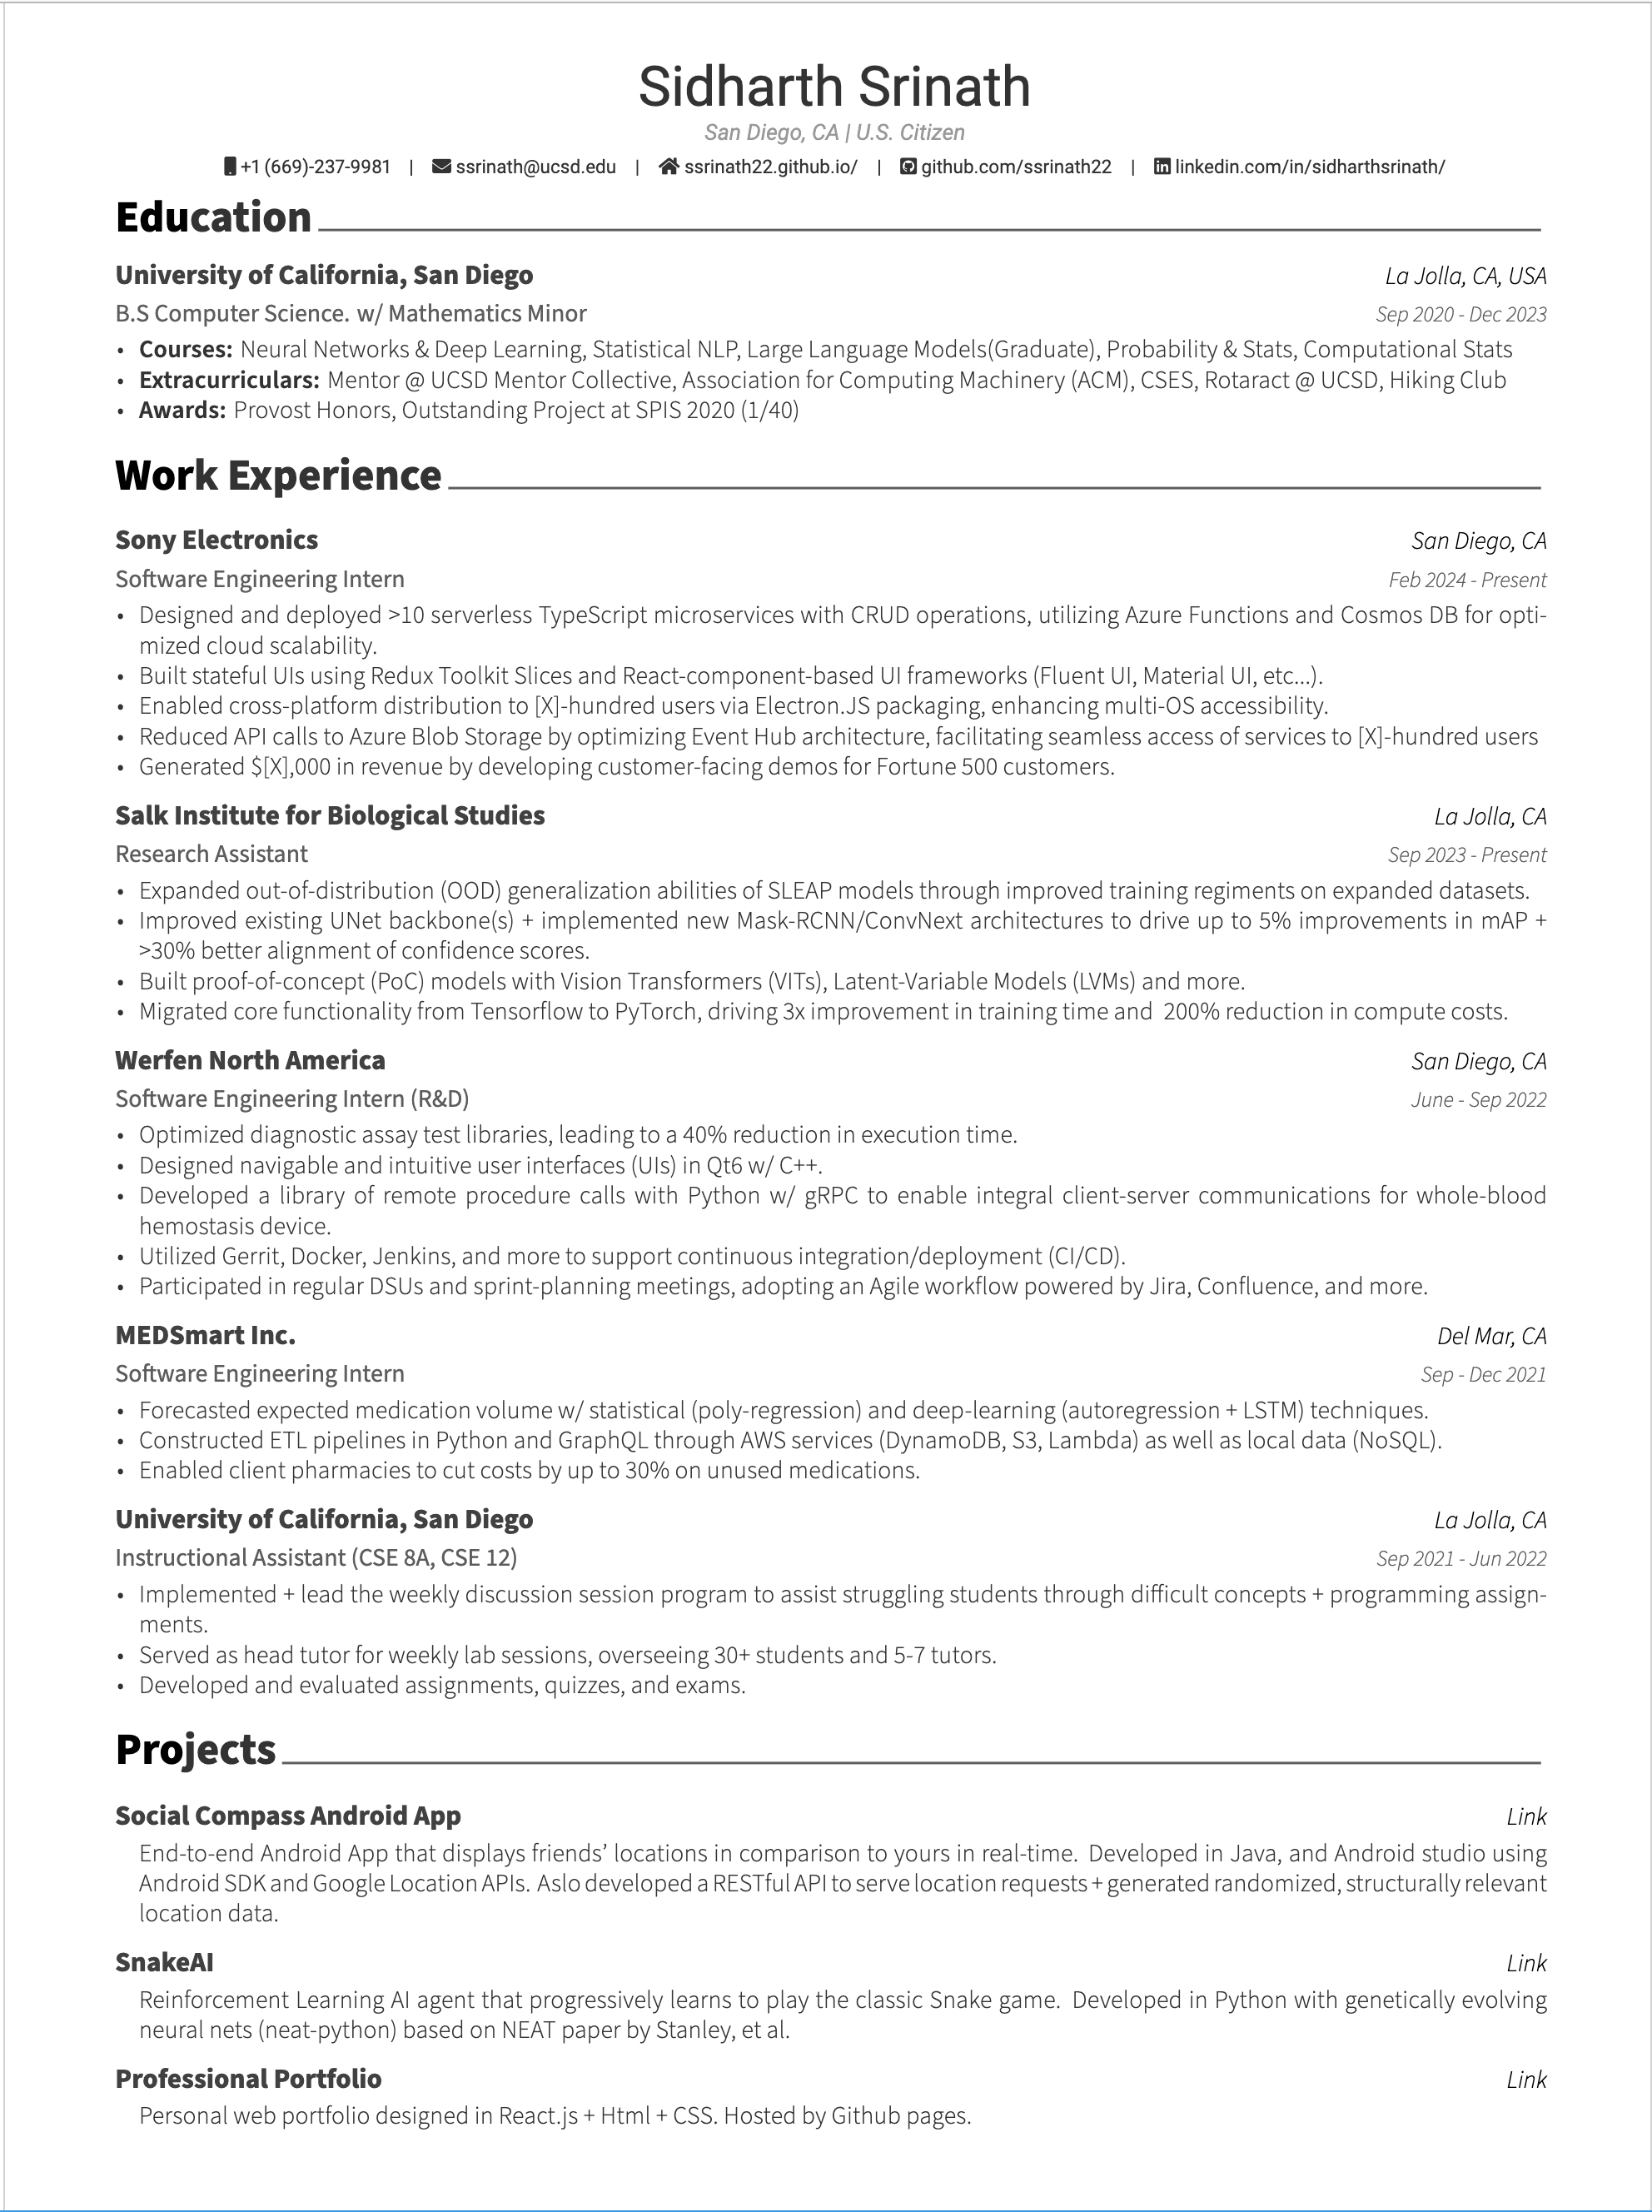 Sidharth Srinath
San Diego, CA | U.S. Citizen
+1 (669)-237-9981 | ssrinath@ucsd.edu | ssrinath22.github.io/ | github.com/ssrinath22 | linkedin.com/in/sidharthsrinath/
Education
University of California, San Diego La Jolla, CA, USA
B.S Computer Science. w/ Mathematics Minor Sep 2020 - Dec 2023
• Courses: Neural Networks & Deep Learning, Statistical NLP, Large Language Models(Graduate), Probability & Stats, Computational Stats
• Extracurriculars: Mentor @ UCSD Mentor Collective, Association for Computing Machinery (ACM), CSES, Rotaract @ UCSD, Hiking Club
• Awards: Provost Honors, Outstanding Project at SPIS 2020 (1/40)
Work Experience
Sony Electronics San Diego, CA
Software Engineering Intern Feb 2024 - Present
• Designed and deployed >10 serverless TypeScript microservices with CRUD operations, utilizing Azure Functions and Cosmos DB for opti-
mized cloud scalability.
• Built stateful UIs using Redux Toolkit Slices and React-component-based UI frameworks (Fluent UI, Material UI, etc...).
• Enabled cross-platform distribution to [X]-hundred users via Electron.JS packaging, enhancing multi-OS accessibility.
• Reduced API calls to Azure Blob Storage by optimizing Event Hub architecture, facilitating seamless access of services to [X]-hundred users
• Generated $[X],000 in revenue by developing customer-facing demos for Fortune 500 customers.
Salk Institute for Biological Studies La Jolla, CA
Research Assistant Sep 2023 - Present
• Expanded out-of-distribution (OOD) generalization abilities of SLEAP models through improved training regiments on expanded datasets.
• Improved existing UNet backbone(s) + implemented new Mask-RCNN/ConvNext architectures to drive up to 5% improvements in mAP +
>30% better alignment of confidence scores.
• Built proof-of-concept (PoC) models with Vision Transformers (VITs), Latent-Variable Models (LVMs) and more.
• Migrated core functionality from Tensorflow to PyTorch, driving 3x improvement in training time and 200% reduction in compute costs.
Werfen North America San Diego, CA
Software Engineering Intern (R&D) June - Sep 2022
• Optimized diagnostic assay test libraries, leading to a 40% reduction in execution time.
• Designed navigable and intuitive user interfaces (UIs) in Qt6 w/ C++.
• Developed a library of remote procedure calls with Python w/ gRPC to enable integral client-server communications for whole-blood
hemostasis device.
• Utilized Gerrit, Docker, Jenkins, and more to support continuous integration/deployment (CI/CD).
• Participated in regular DSUs and sprint-planning meetings, adopting an Agile workflow powered by Jira, Confluence, and more.
MEDSmart Inc. Del Mar, CA
Software Engineering Intern Sep - Dec 2021
• Forecasted expected medication volume w/ statistical (poly-regression) and deep-learning (autoregression + LSTM) techniques.
• Constructed ETL pipelines in Python and GraphQL through AWS services (DynamoDB, S3, Lambda) as well as local data (NoSQL).
• Enabled client pharmacies to cut costs by up to 30% on unused medications.
University of California, San Diego La Jolla, CA
Instructional Assistant (CSE 8A, CSE 12) Sep 2021 - Jun 2022
• Implemented + lead the weekly discussion session program to assist struggling students through difficult concepts + programming assign-
ments.
• Served as head tutor for weekly lab sessions, overseeing 30+ students and 5-7 tutors.
• Developed and evaluated assignments, quizzes, and exams.
Projects
Social Compass Android App Link
End-to-end Android App that displays friends’ locations in comparison to yours in real-time. Developed in Java, and Android studio using
Android SDK and Google Location APIs. Aslo developed a RESTful API to serve location requests + generated randomized, structurally relevant
location data.
SnakeAI Link
Reinforcement Learning AI agent that progressively learns to play the classic Snake game. Developed in Python with genetically evolving
neural nets (neat-python) based on NEAT paper by Stanley, et al.
Professional Portfolio Link
Personal web portfolio designed in React.js + Html + CSS. Hosted by Github pages.